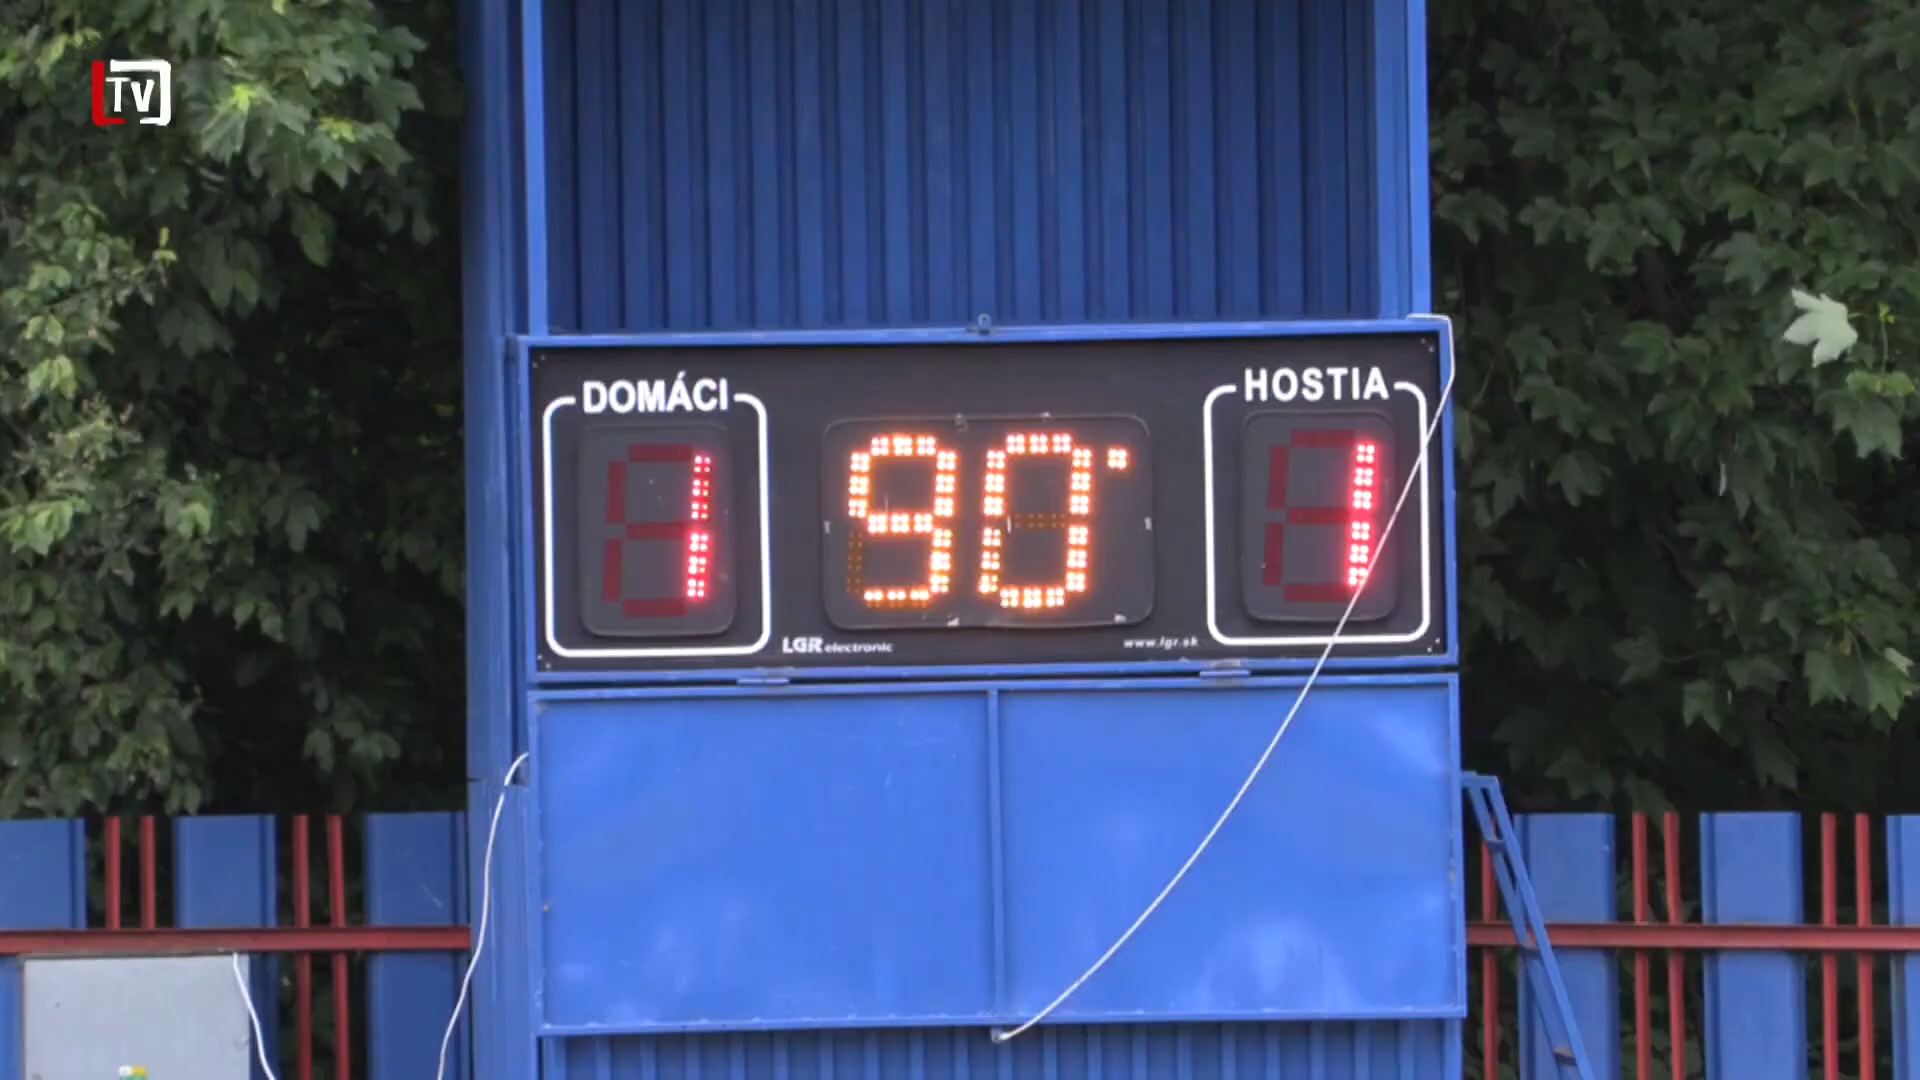 TV
DOMÁCI
HOSTIA
1
90'
1
LGR electronic
www.lgr.sk